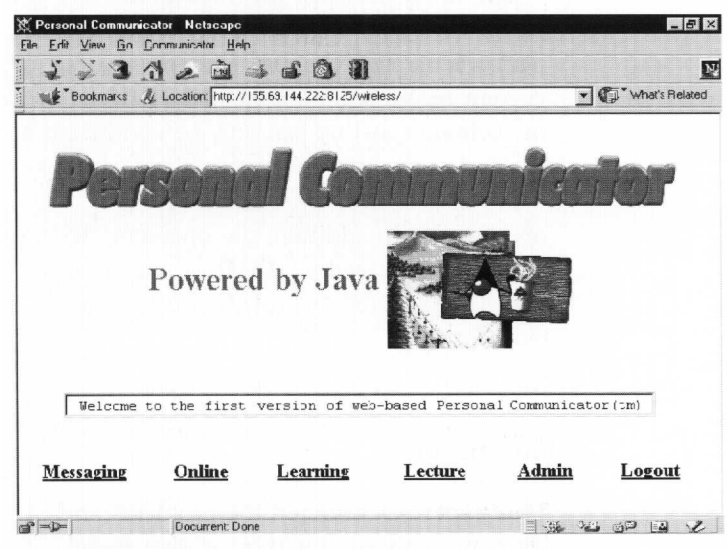 Personal Communicator - Netscape
File Edit View Go Communicator Help
Bookmarks Location: http://155.69.144.222:8125/wireless/ What's Related
Personal Communicator
Powered by Java
Welcome to the first version of web-based Personal Communicator(tm)
Messaging Online Learning Lecture Admin Logout
Document: Done